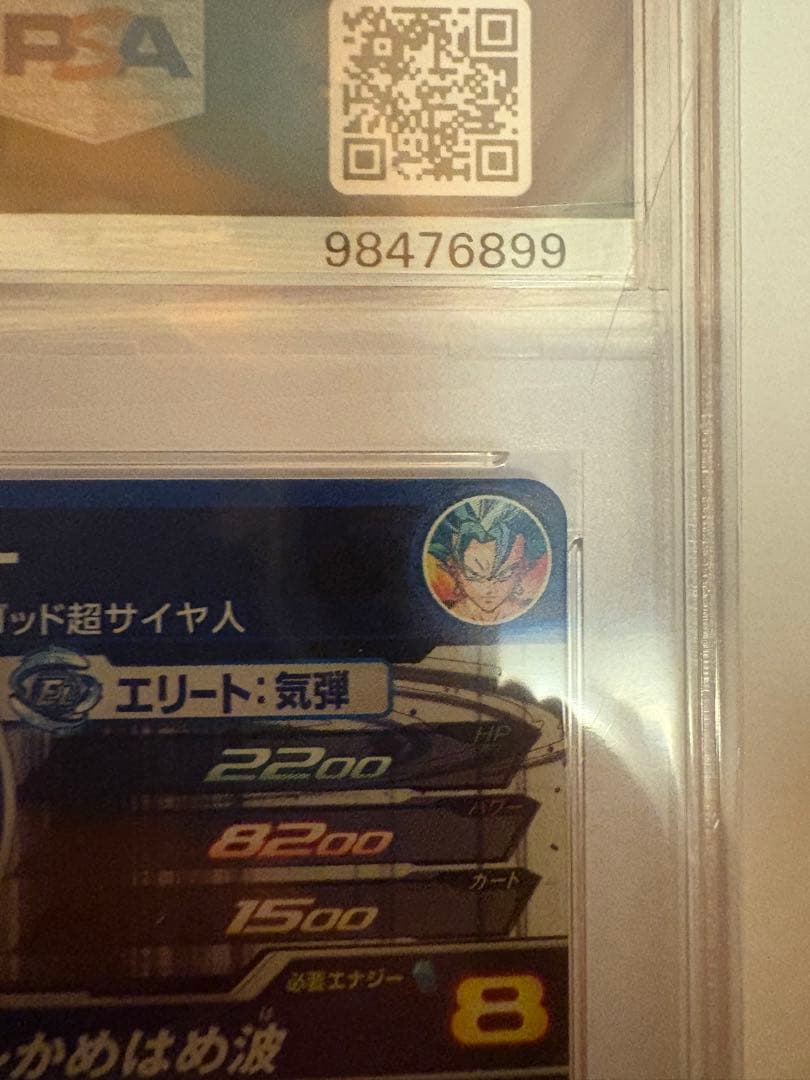 PSA
98476899
ー
ゴッド超サイヤ人
エリート:気弾
HP
2200
パワー
8200
ガード
1500
必要エナジー
8
かめはめ波
は